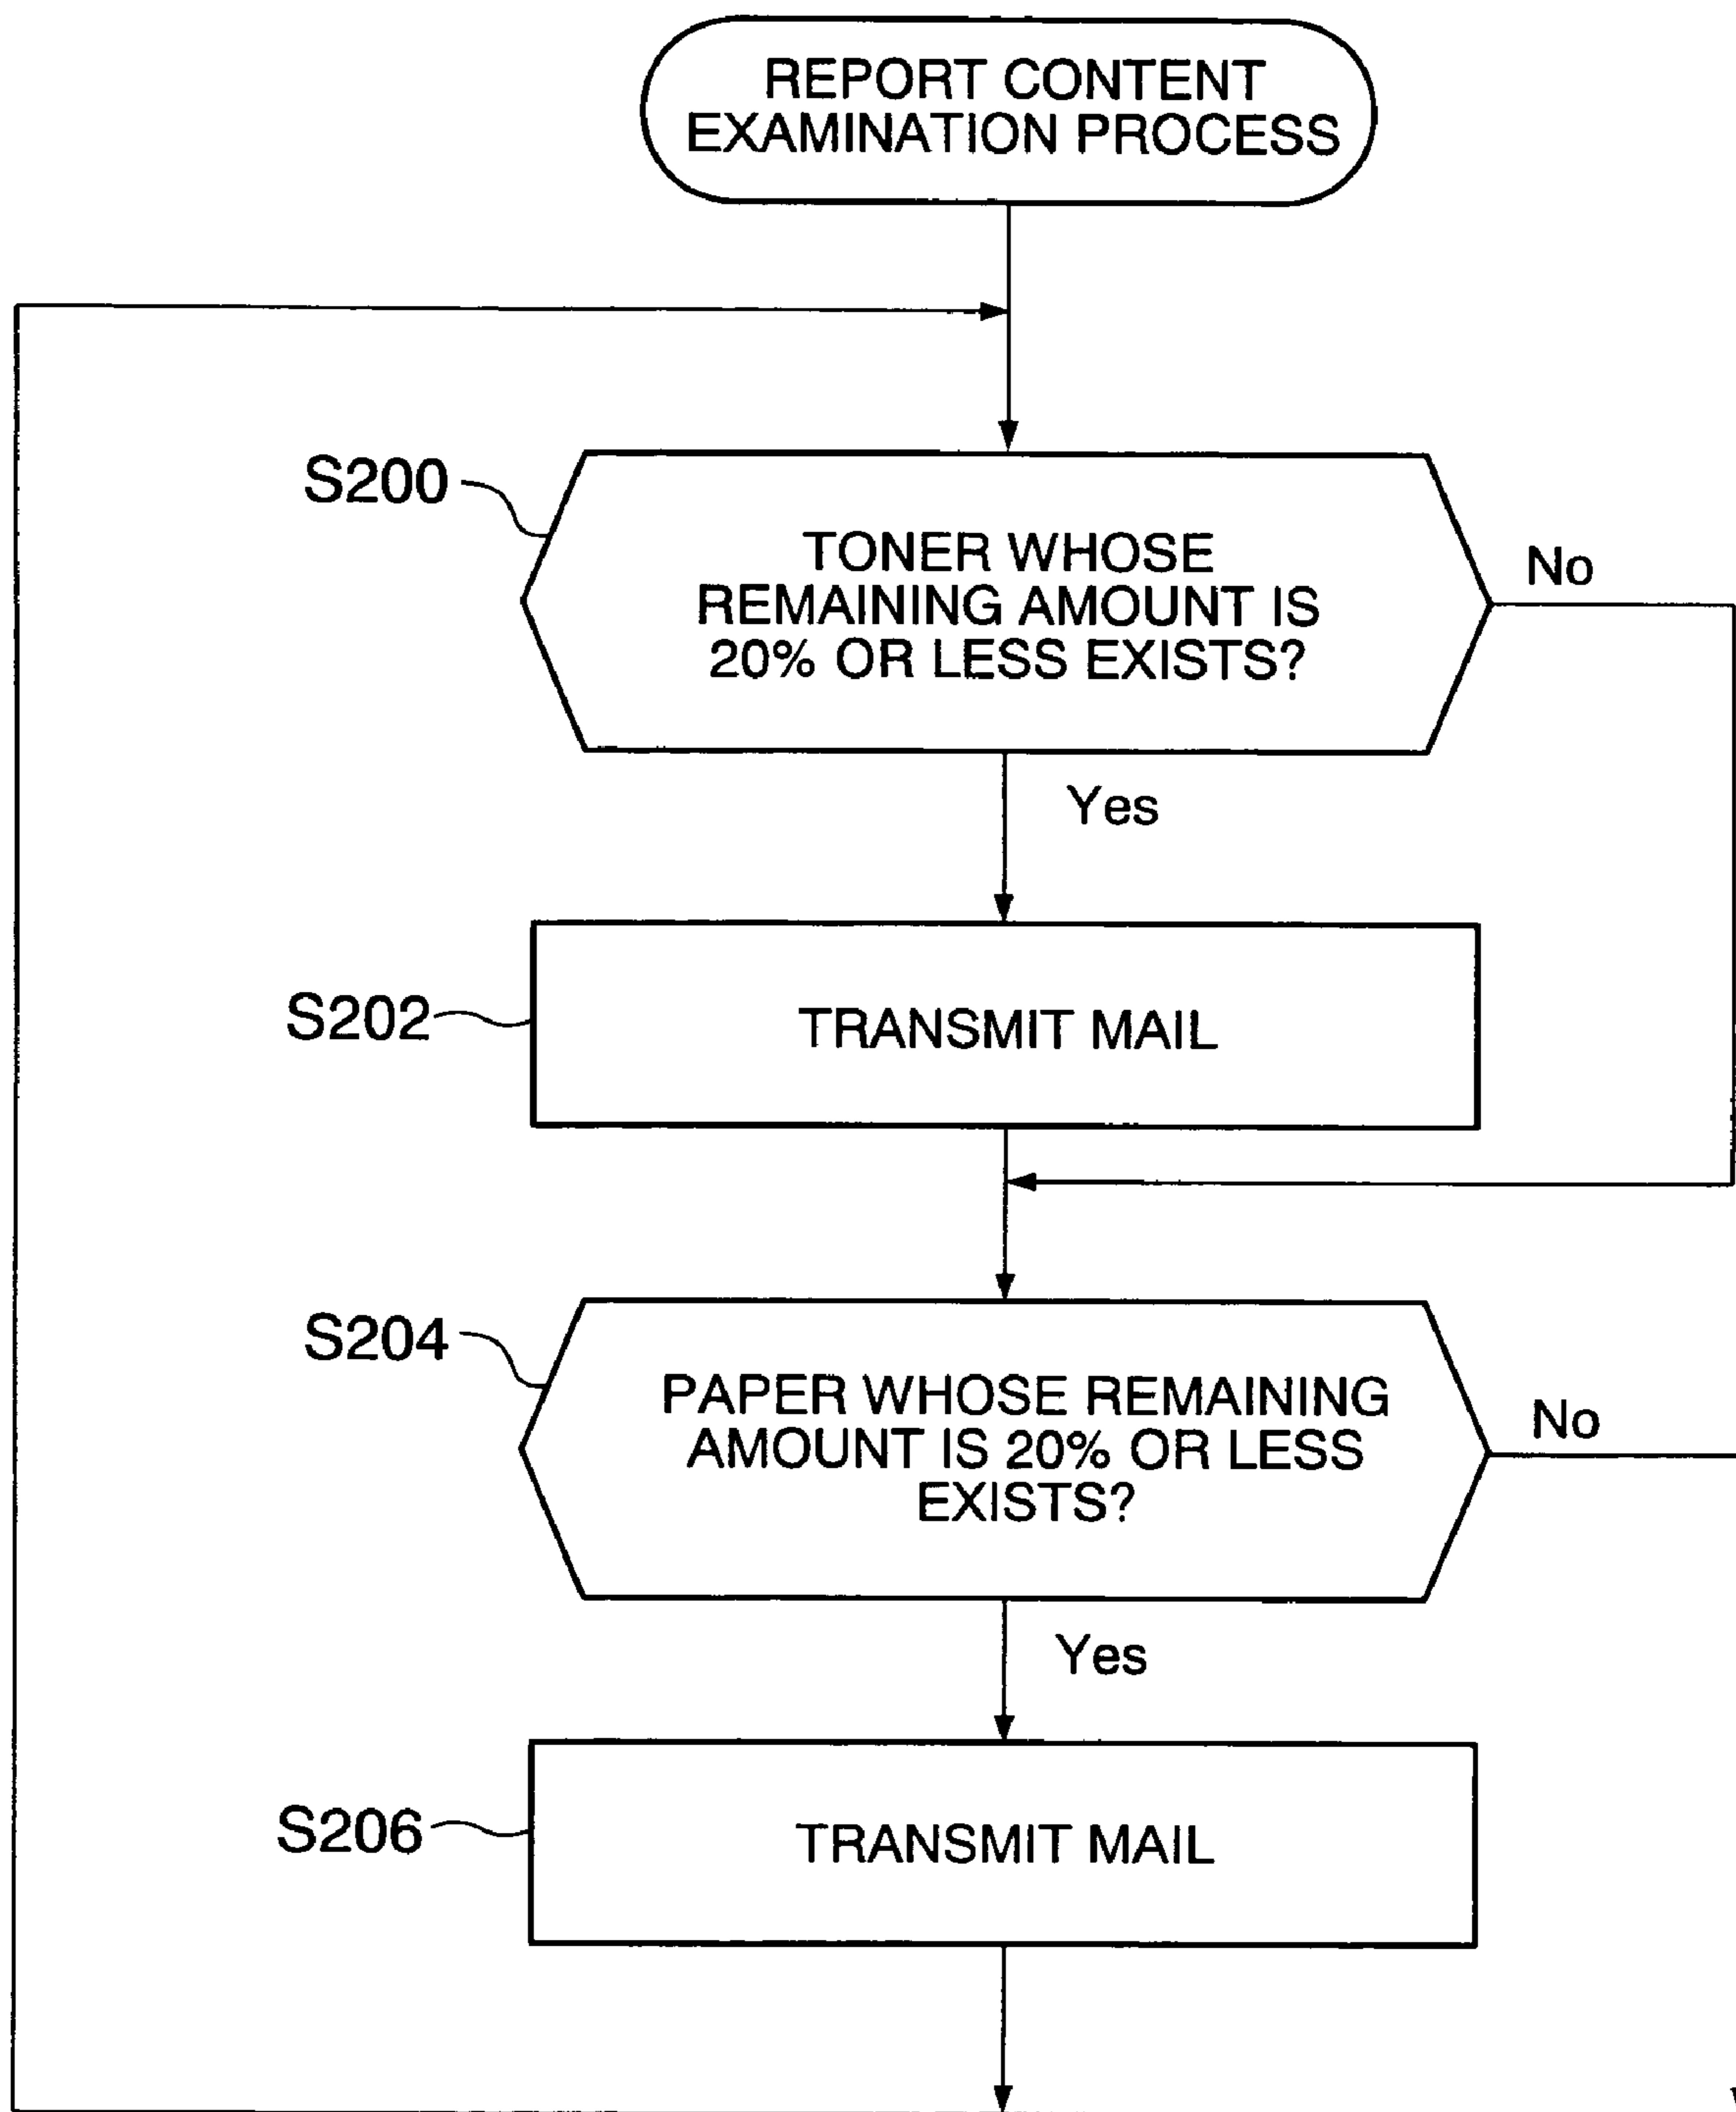 REPORT CONTENT
EXAMINATION PROCESS
S200
TONER WHOSE
REMAINING AMOUNT IS
20% OR LESS EXISTS?
No
Yes
S202
TRANSMIT MAIL
S204
PAPER WHOSE REMAINING
AMOUNT IS 20% OR LESS
EXISTS?
No
Yes
S206
TRANSMIT MAIL